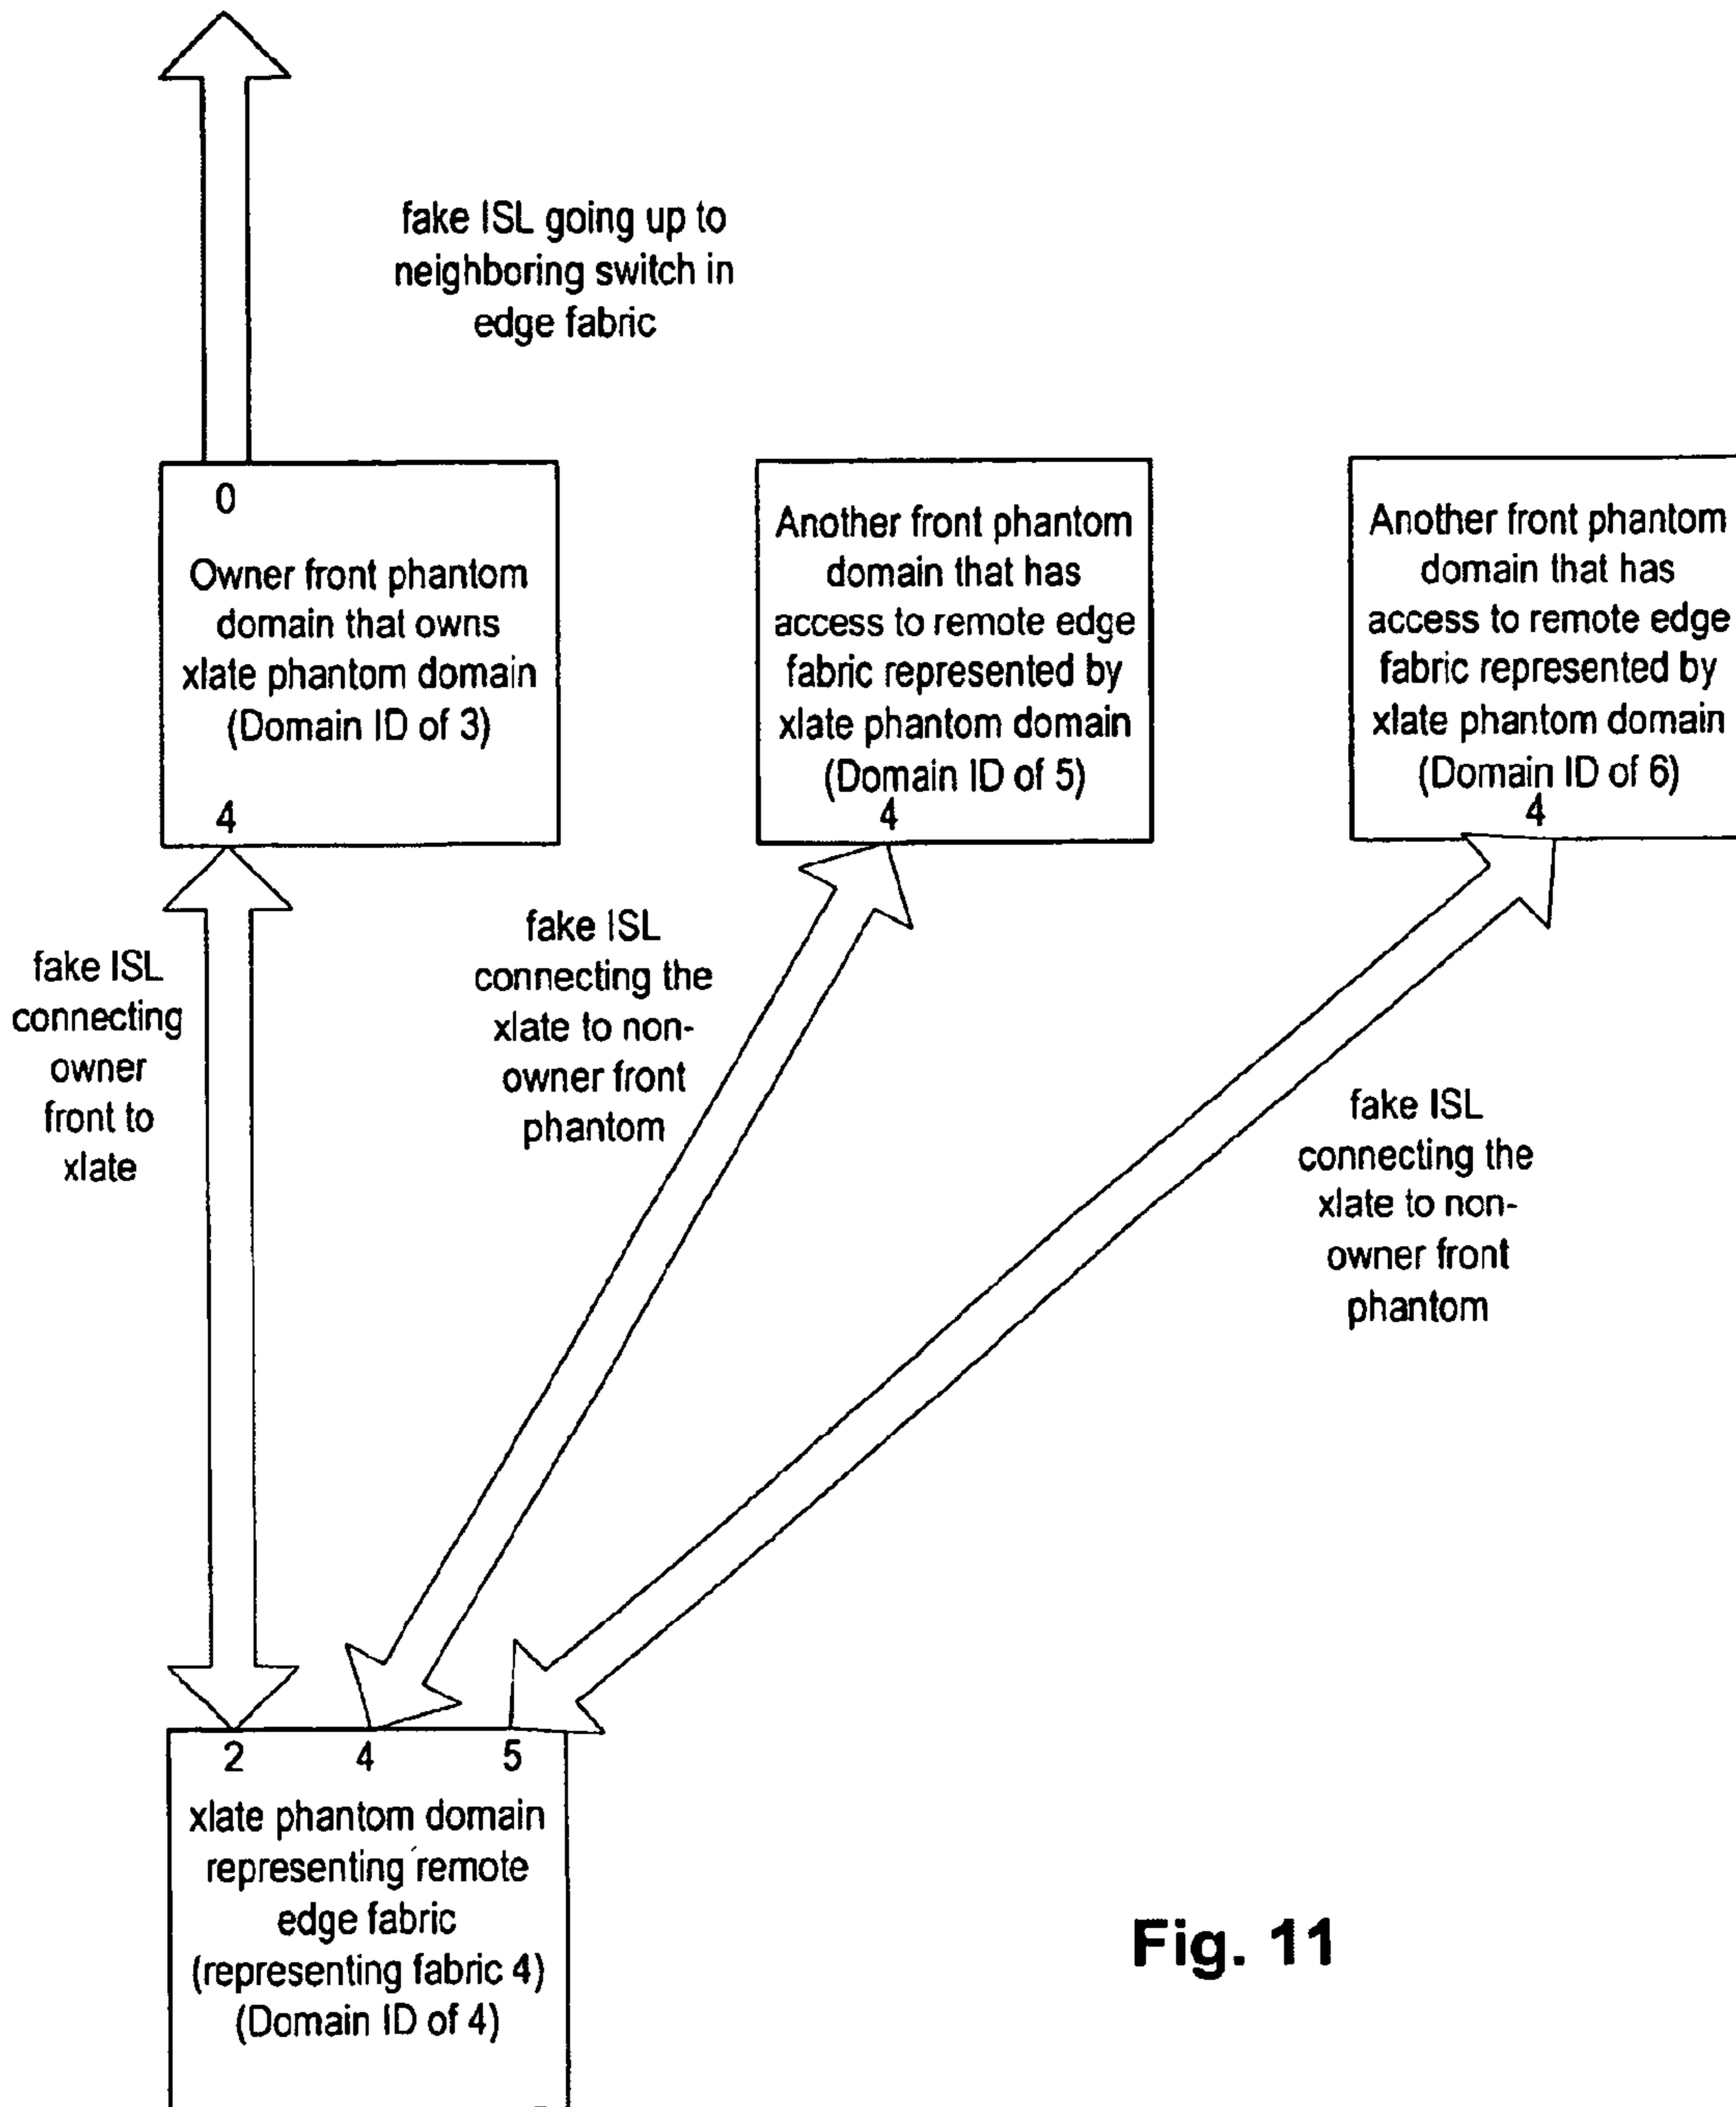 fake ISL going up to
neighboring switch in
edge fabric
0
Owner front phantom
domain that owns
xlate phantom domain
(Domain ID of 3)
4
Another front phantom
domain that has
access to remote edge
fabric represented by
xlate phantom domain
(Domain ID of 5)
4
Another front phantom
domain that has
access to remote edge
fabric represented by
xlate phantom domain
(Domain ID of 6)
4
fake ISL
connecting
owner
front to
xlate
fake ISL
connecting the
xlate to non-
owner front
phantom
fake ISL
connecting the
xlate to non-
owner front
phantom
2 4 5
xlate phantom domain
representing remote
edge fabric
(representing fabric 4)
(Domain ID of 4)
Fig. 11